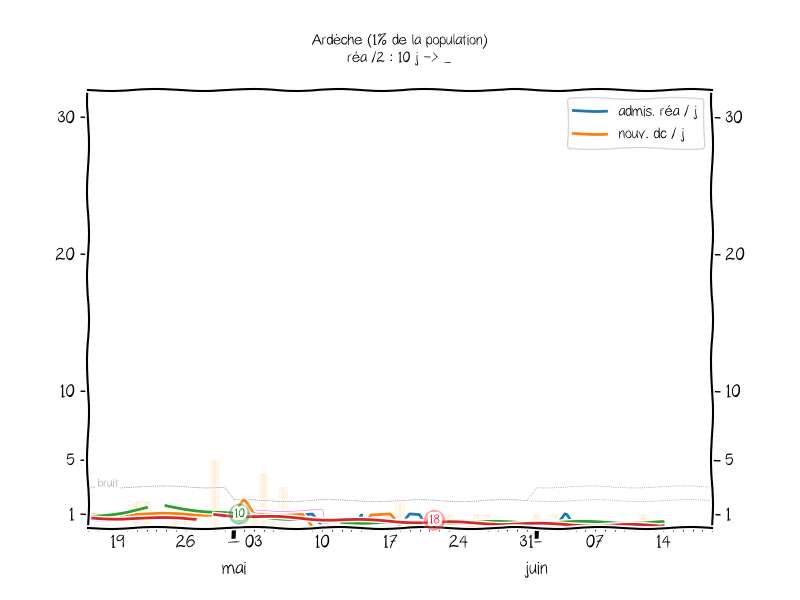 Ardèche (1% de la population)
réa /2 : 10 j -> _
30 30
admis. réa / j
nouv. dc / j
20 20
10 10
5 5
bruit
10
18
1 1
19 26 03 10 17 24 31 07 14
mai juin